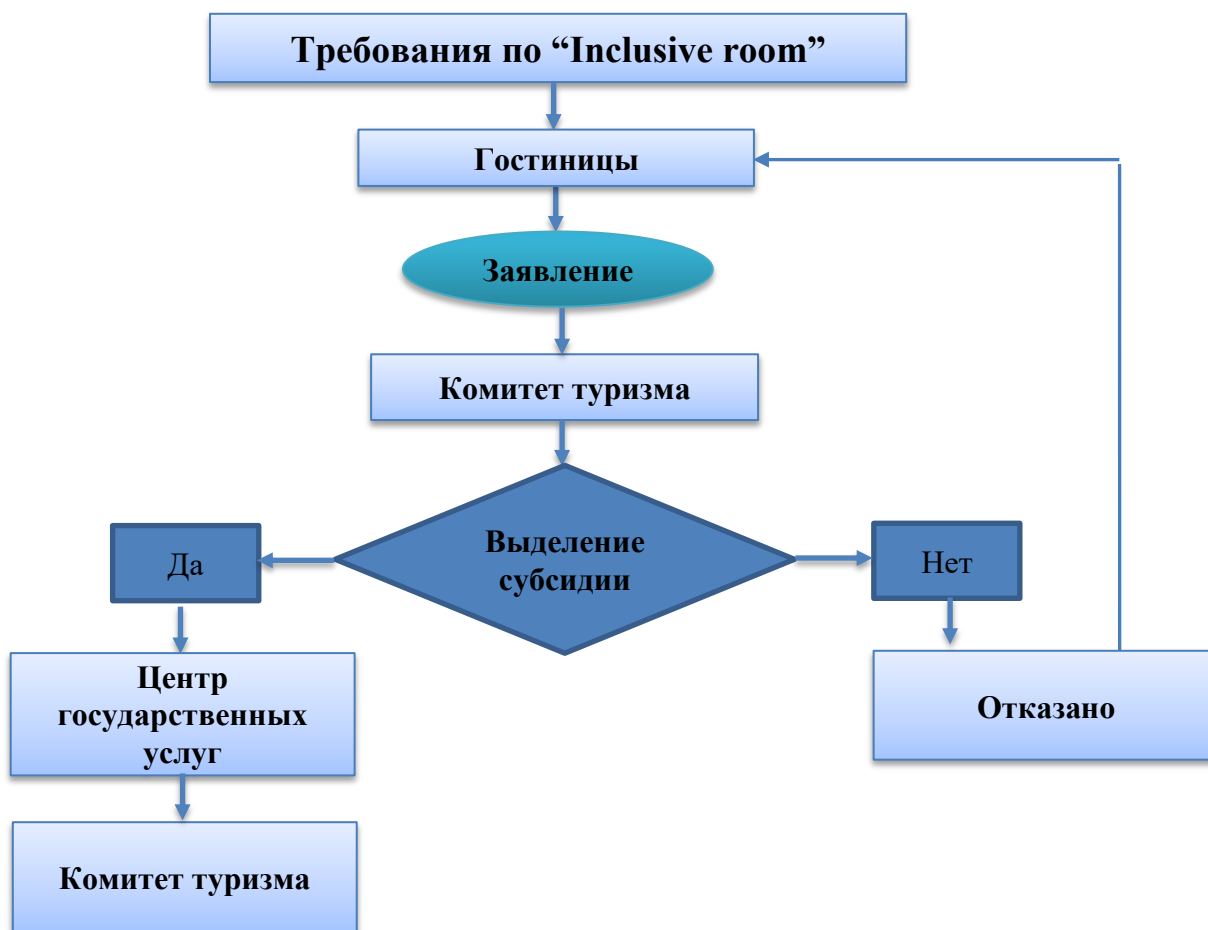 Требования по “Inclusive room”
Гостиницы
Заявление
Комитет туризма
Выделение
субсидии
Да
Нет
Центр
государственных
услуг
Отказано
Комитет туризма